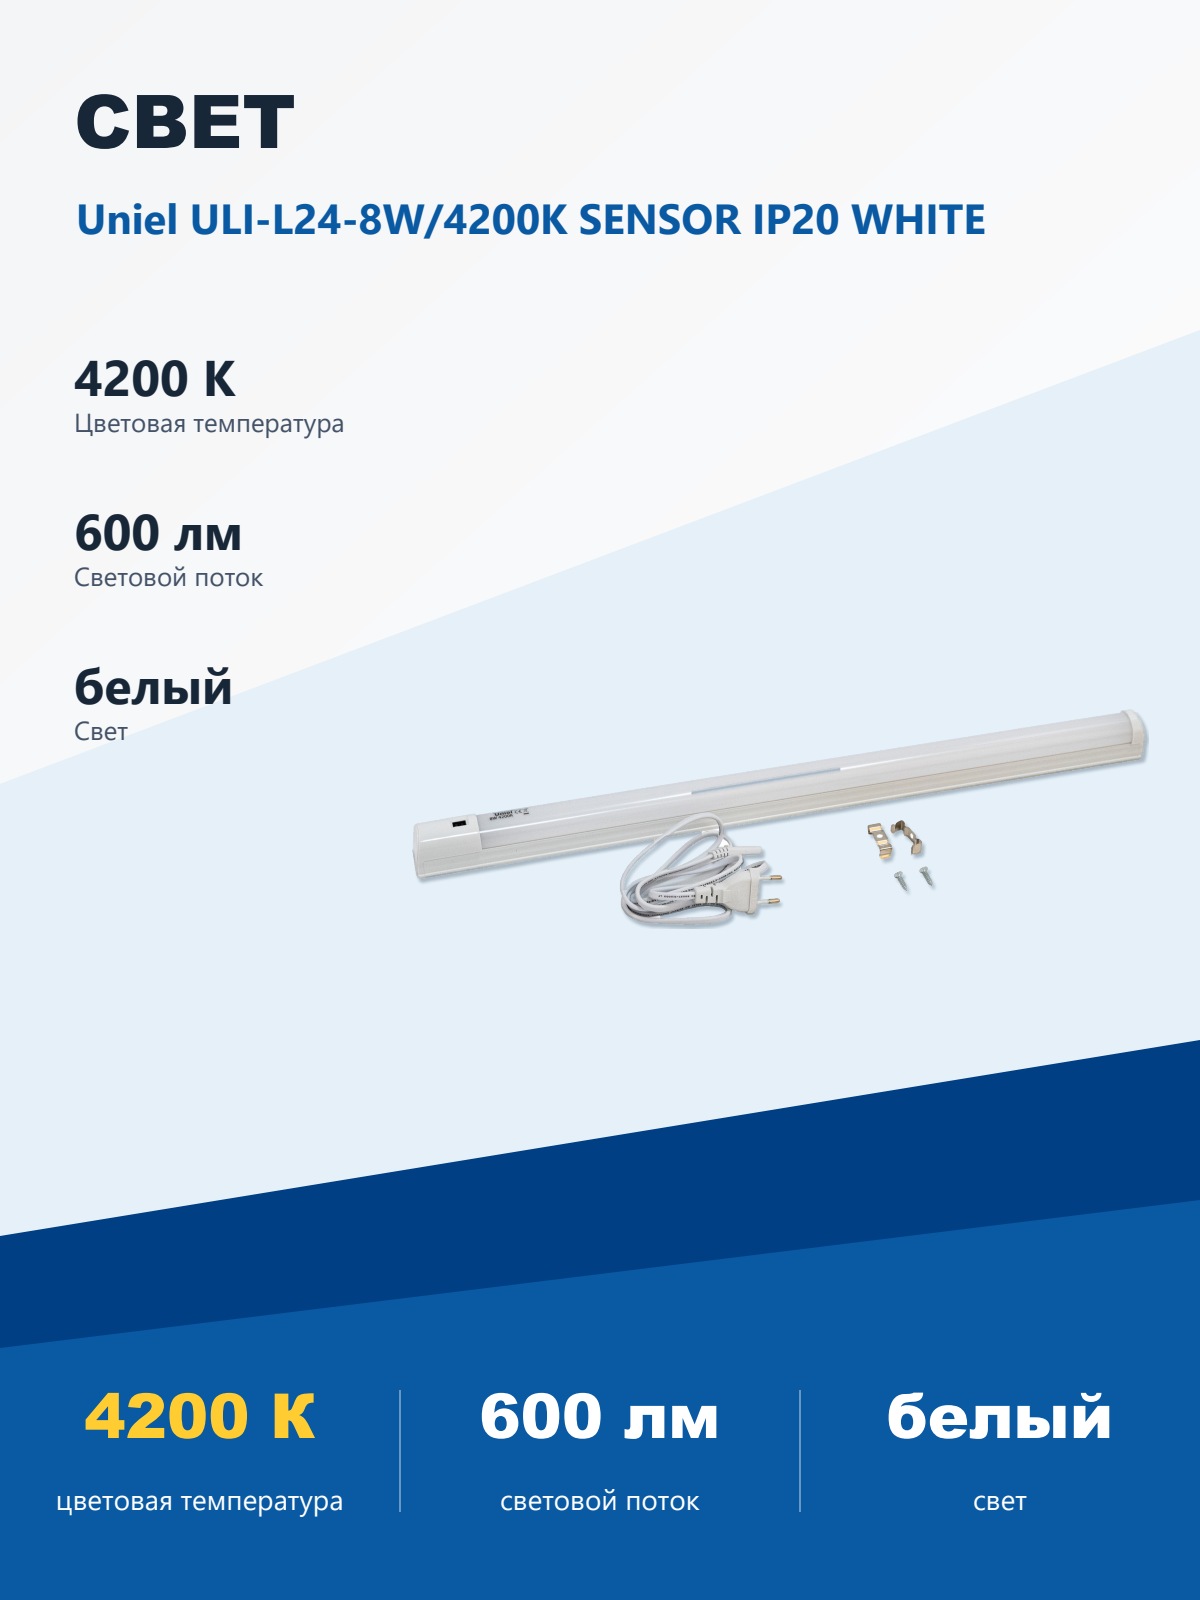 СВЕТ
Uniel ULI-L24-8W/4200K SENSOR IP20 WHITE
4200 К
Цветовая температура
600 лм
Световой поток
белый
Свет
4200 К
цветовая температура
600 лм
световой поток
белый
свет